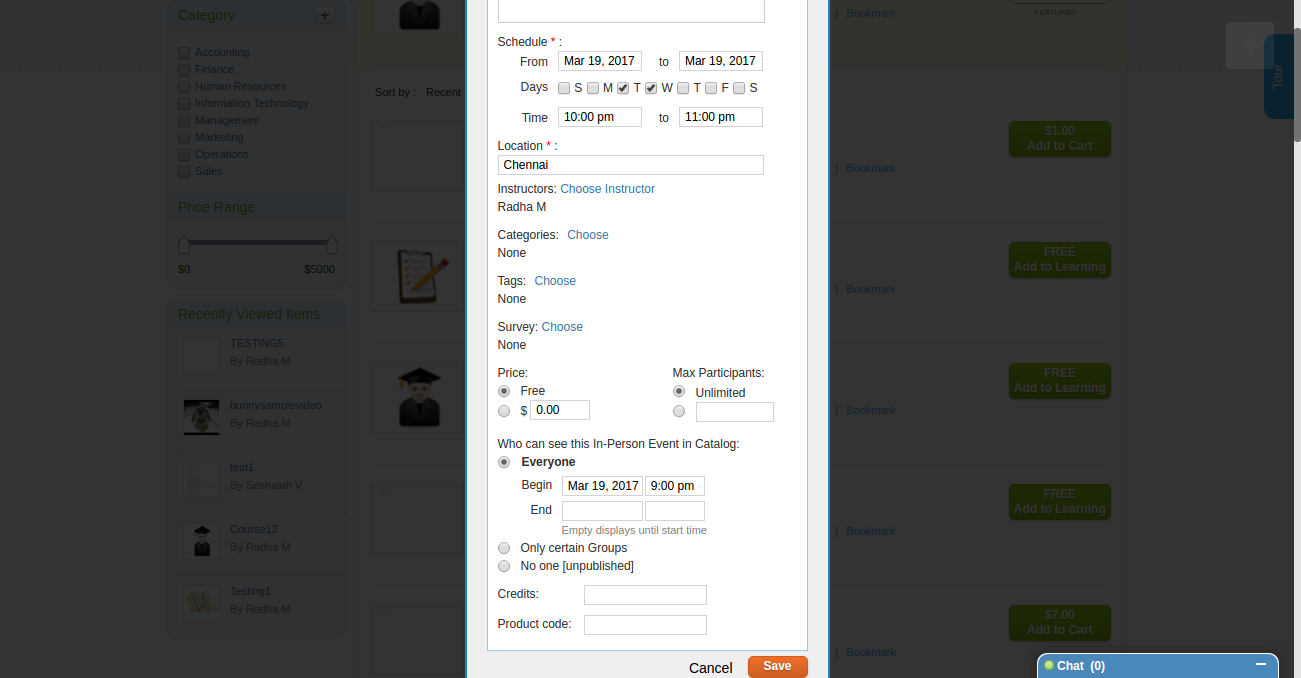 Category +
Accounting
Finance
Human Resources
Information Technology
Management
Marketing
Operations
Sales
Price Range
$0 $5000
Recently Viewed Items
TESTING5
By Radha M
bunnysamplevideo
By Radha M
test1
By Seshaiah V
Course12
By Radha M
Testing1
By Radha M
Sort by : Recent
Schedule * :
From Mar 19, 2017 to Mar 19, 2017
Days S M T W T F S
Time 10:00 pm to 11:00 pm
Location * :
Chennai
Instructors: Choose Instructor
Radha M
Categories: Choose
None
Tags: Choose
None
Survey: Choose
None
Price: Max Participants:
Free Unlimited
$ 0.00
Who can see this In-Person Event in Catalog:
Everyone
Begin Mar 19, 2017 9:00 pm
End
Empty displays until start time
Only certain Groups
No one [unpublished]
Credits:
Product code:
Cancel Save
| Bookmark
FEATURED
$1.00
Add to Cart
| Bookmark
FREE
Add to Learning
| Bookmark
FREE
Add to Learning
| Bookmark
FREE
Add to Learning
| Bookmark
$7.00
Add to Cart
| Bookmark
Tour
Chat (0)